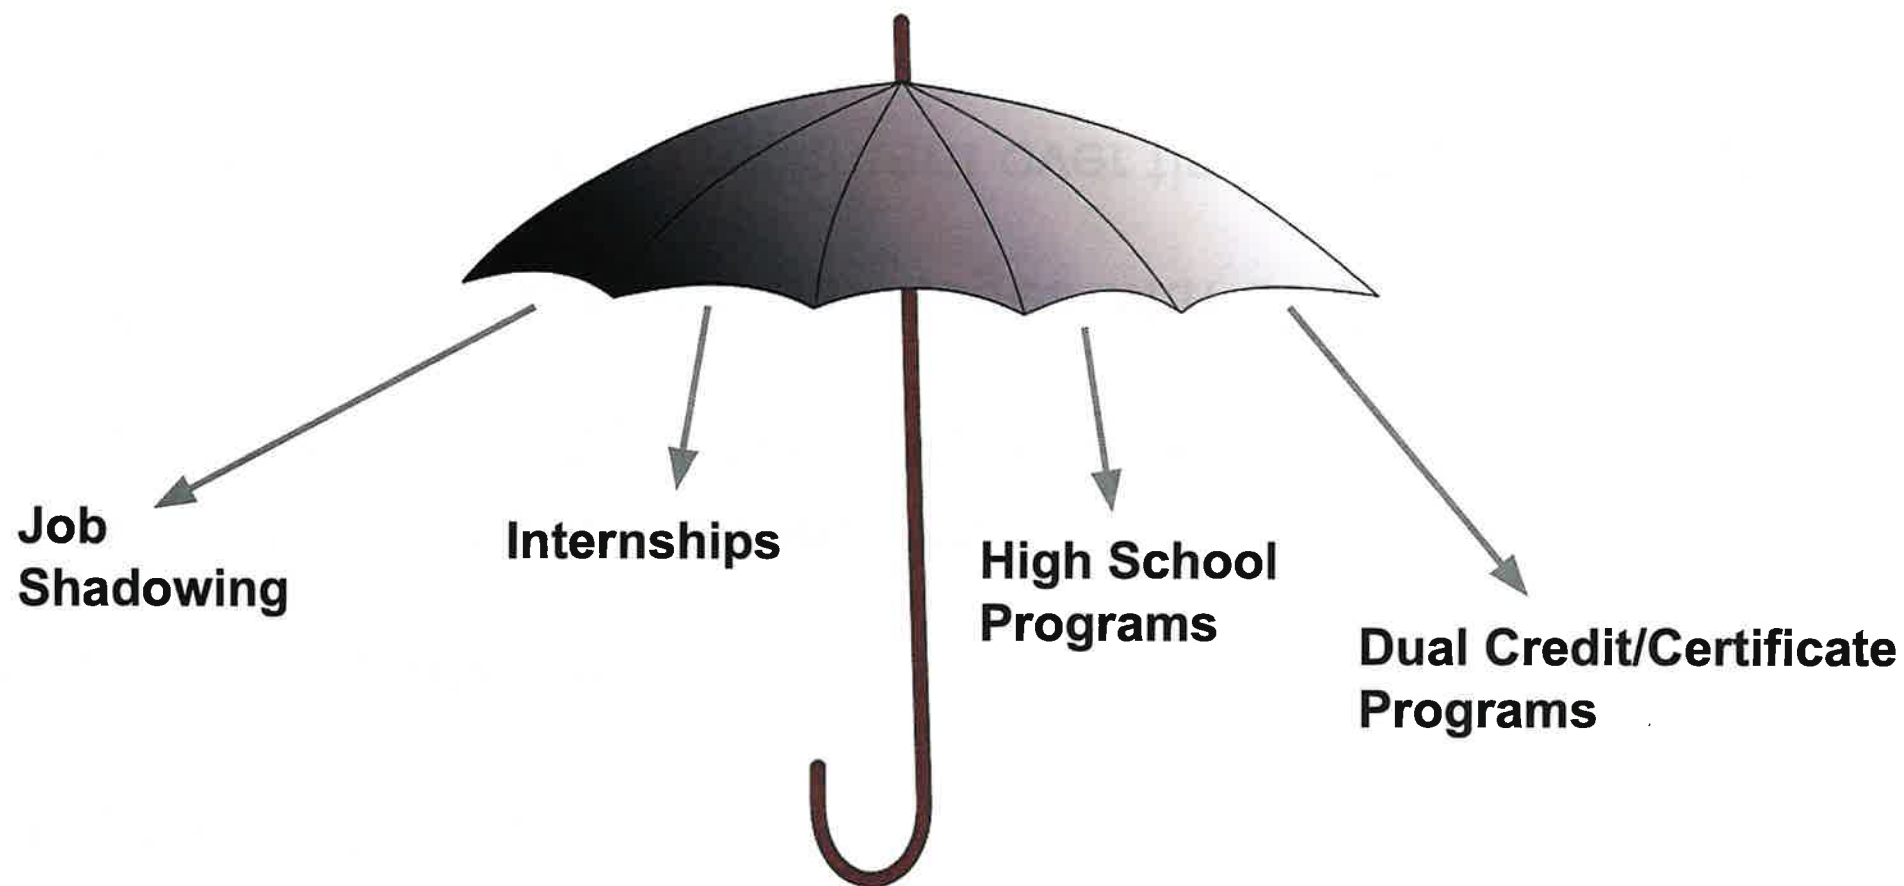 Job
Shadowing
Internships
High School
Programs
Dual Credit/Certificate
Programs